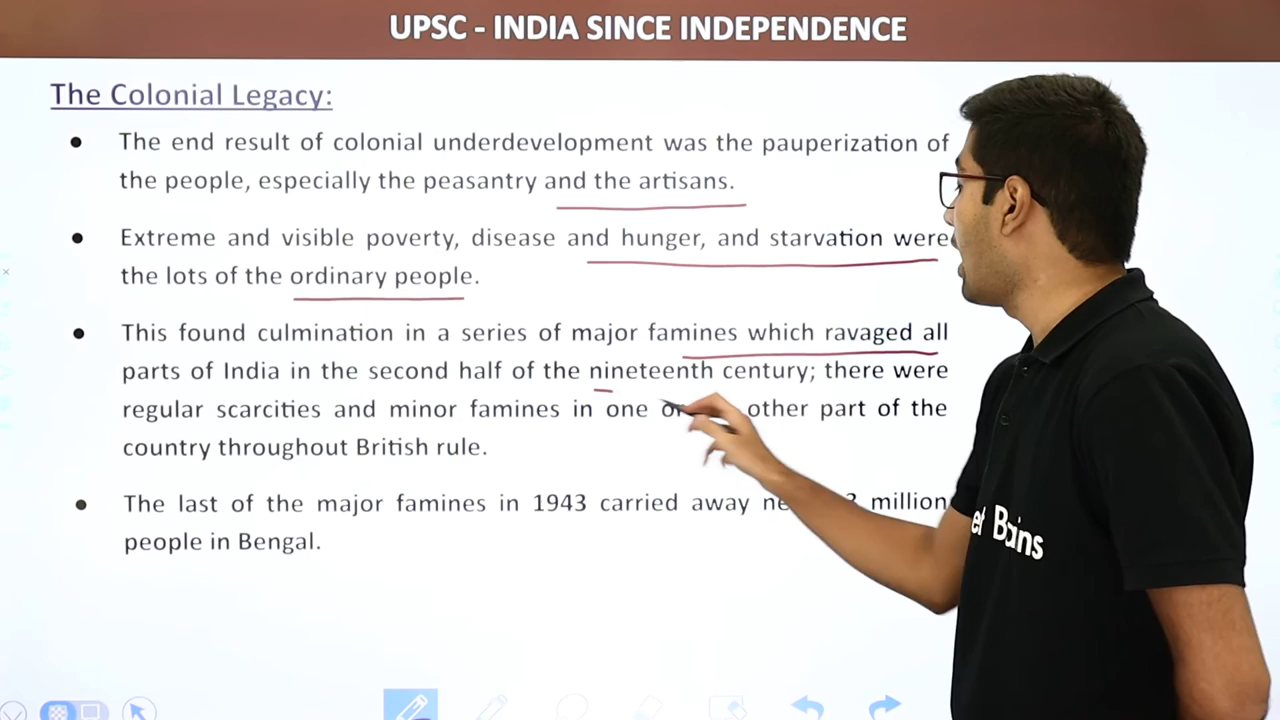 UPSC - INDIA SINCE INDEPENDENCE
The Colonial Legacy:
● The end result of colonial underdevelopment was the pauperization of
the people, especially the peasantry and the artisans.
● Extreme and visible poverty, disease and hunger, and starvation were
the lots of the ordinary people.
● This found culmination in a series of major famines which ravaged all
parts of India in the second half of the nineteenth century; there were
regular scarcities and minor famines in one other part of the
country throughout British rule.
● The last of the major famines in 1943 carried away million
people in Bengal.
Brains